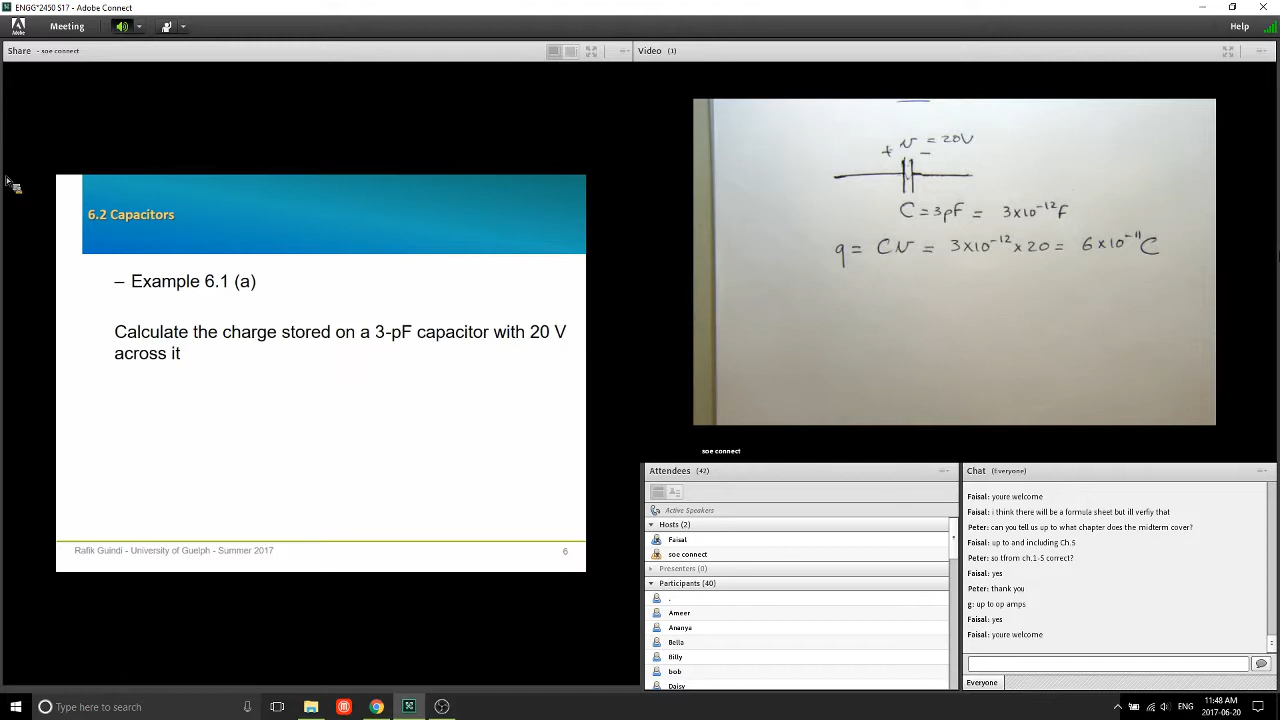 ENGG*2450 S17 - Adobe Connect
Adobe
Meeting
Help
Share - soe connect
Video (1)
6.2 Capacitors
– Example 6.1 (a)
Calculate the charge stored on a 3-pF capacitor with 20 V
across it
Rafik Guindi - University of Guelph - Summer 2017
6
+ v = 20V −
C = 3pF = 3x10⁻¹²F
q = Cv = 3x10⁻¹² x 20 = 6x10⁻¹¹ C
soe connect
Attendees (42)
Active Speakers
Hosts (2)
Faisal
soe connect
Presenters (0)
Participants (40)
.
Ameer
Ananya
Bella
Billy
bob
Daisy
Chat (Everyone)
Faisal: youre welcome
Faisal: i think there will be a formula sheet but ill verfiy that
Peter: can you tell us up to what chapter does the midterm cover?
Faisal: up to and including Ch.5
Peter: so tfrom ch.1-5 correct?
Faisal: yes
Peter: thank you
g: up to op amps
Faisal: yes
Faisal: youre welcome
Everyone
Type here to search
ENG
11:48 AM
2017-06-20